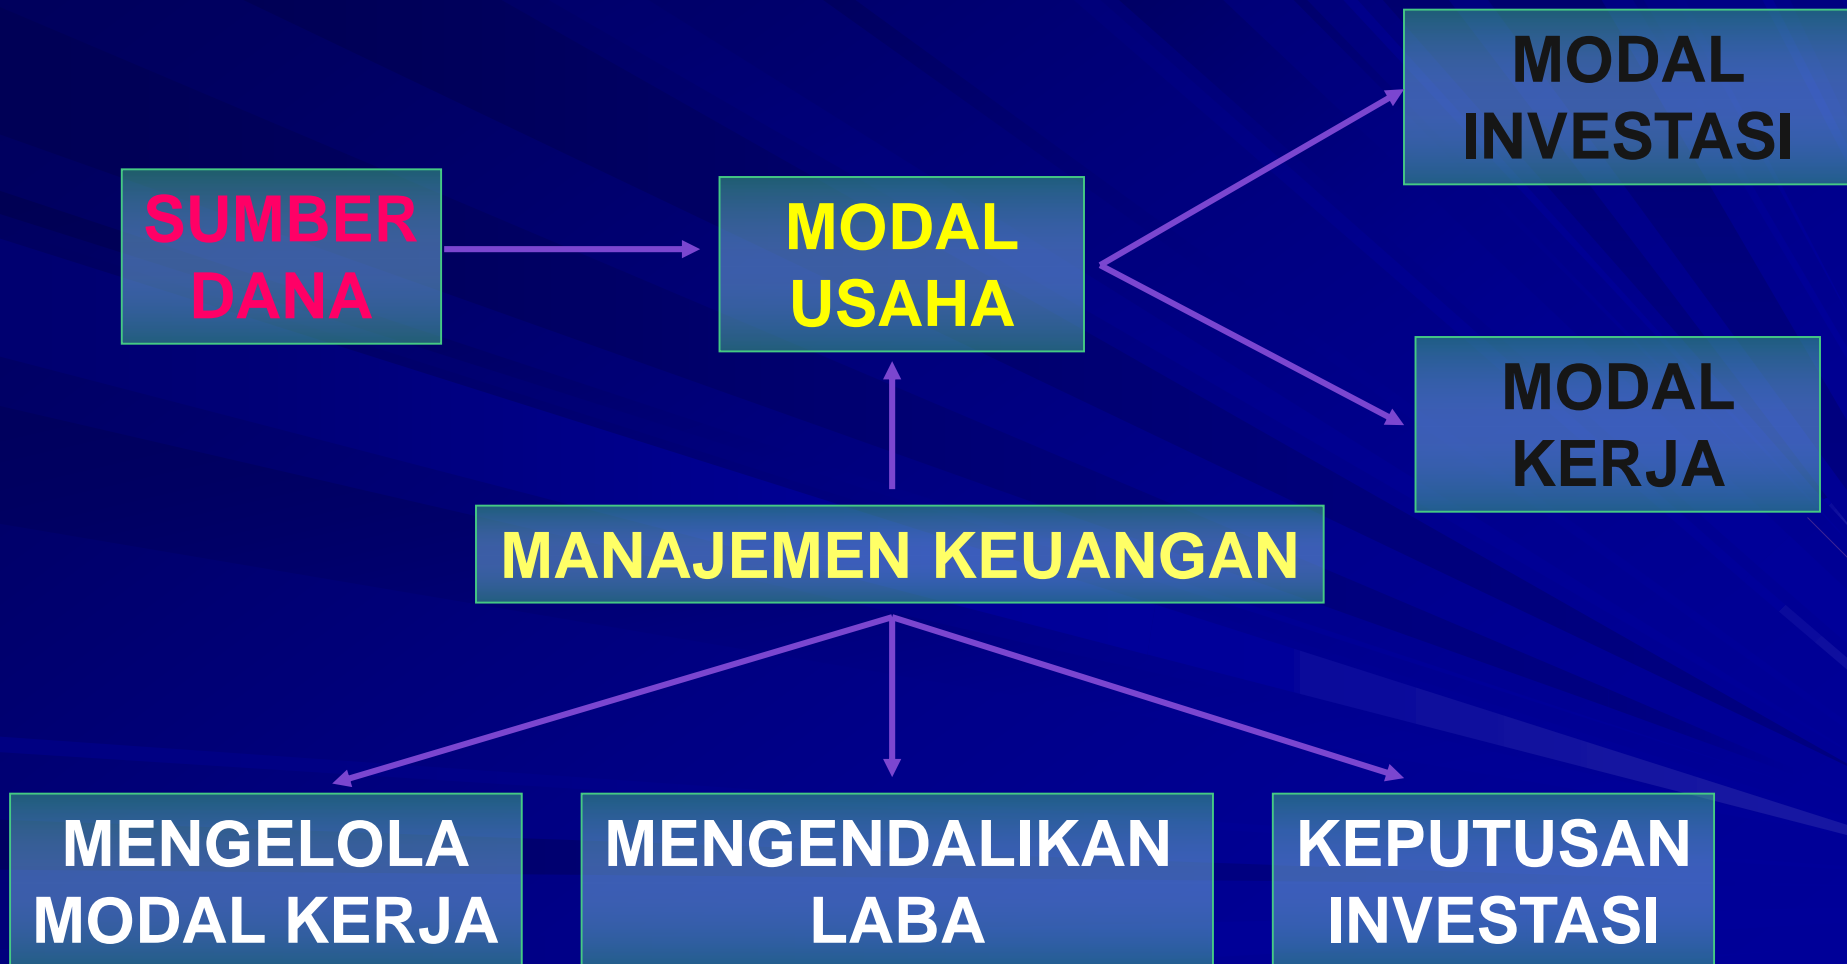 MODAL
INVESTASI
SUMBER
DANA
MODAL
USAHA
MODAL
KERJA
MANAJEMEN KEUANGAN
MENGELOLA
MODAL KERJA
MENGENDALIKAN
LABA
KEPUTUSAN
INVESTASI